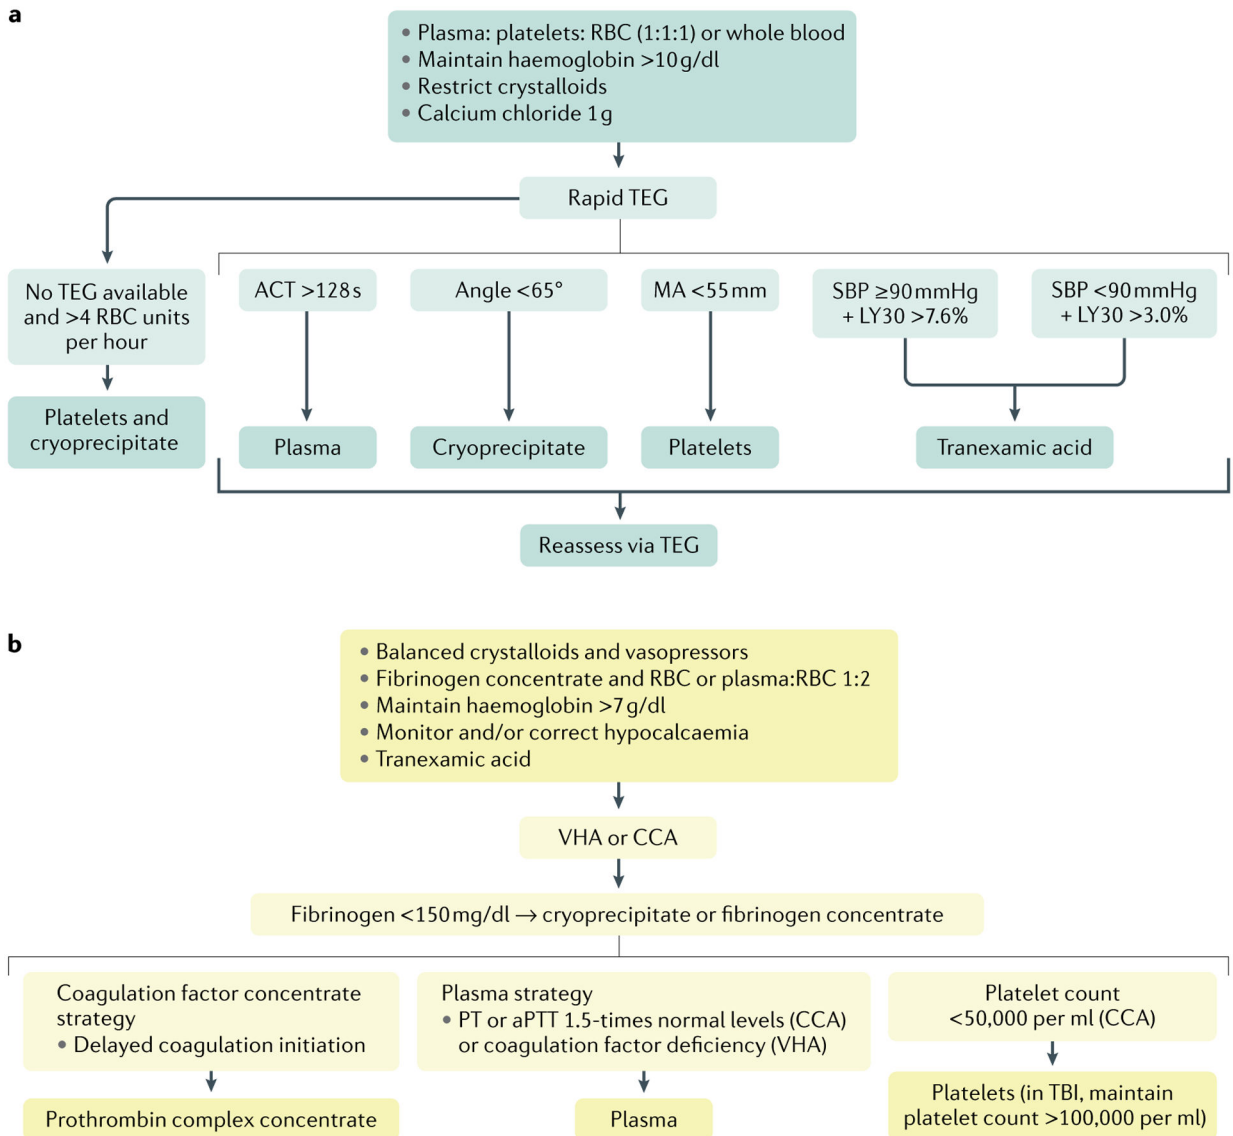 a
• Plasma: platelets: RBC (1:1:1) or whole blood
• Maintain haemoglobin >10 g/dl
• Restrict crystalloids
• Calcium chloride 1 g
Rapid TEG
No TEG available
and >4 RBC units
per hour
ACT >128 s
Angle <65°
MA <55 mm
SBP ≥90 mmHg
+ LY30 >7.6%
SBP <90 mmHg
+ LY30 >3.0%
Platelets and
cryoprecipitate
Plasma
Cryoprecipitate
Platelets
Tranexamic acid
Reassess via TEG
b
• Balanced crystalloids and vasopressors
• Fibrinogen concentrate and RBC or plasma:RBC 1:2
• Maintain haemoglobin >7 g/dl
• Monitor and/or correct hypocalcaemia
• Tranexamic acid
VHA or CCA
Fibrinogen <150 mg/dl → cryoprecipitate or fibrinogen concentrate
Coagulation factor concentrate
strategy
• Delayed coagulation initiation
Plasma strategy
• PT or aPTT 1.5-times normal levels (CCA)
or coagulation factor deficiency (VHA)
Platelet count
<50,000 per ml (CCA)
Prothrombin complex concentrate
Plasma
Platelets (in TBI, maintain
platelet count >100,000 per ml)